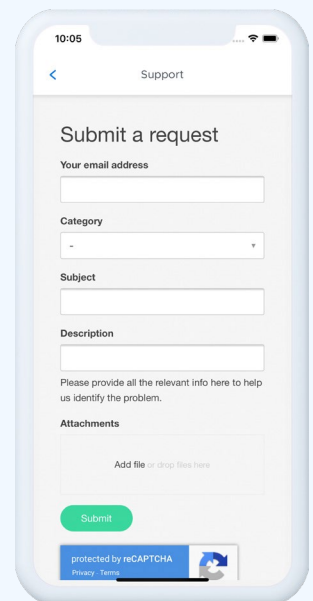 10:05
Support
Submit a request
Your email address
Category
-
Subject
Description
Please provide all the relevant info here to help
us identify the problem.
Attachments
Add file or drop files here
Submit
protected by reCAPTCHA
Privacy - Terms